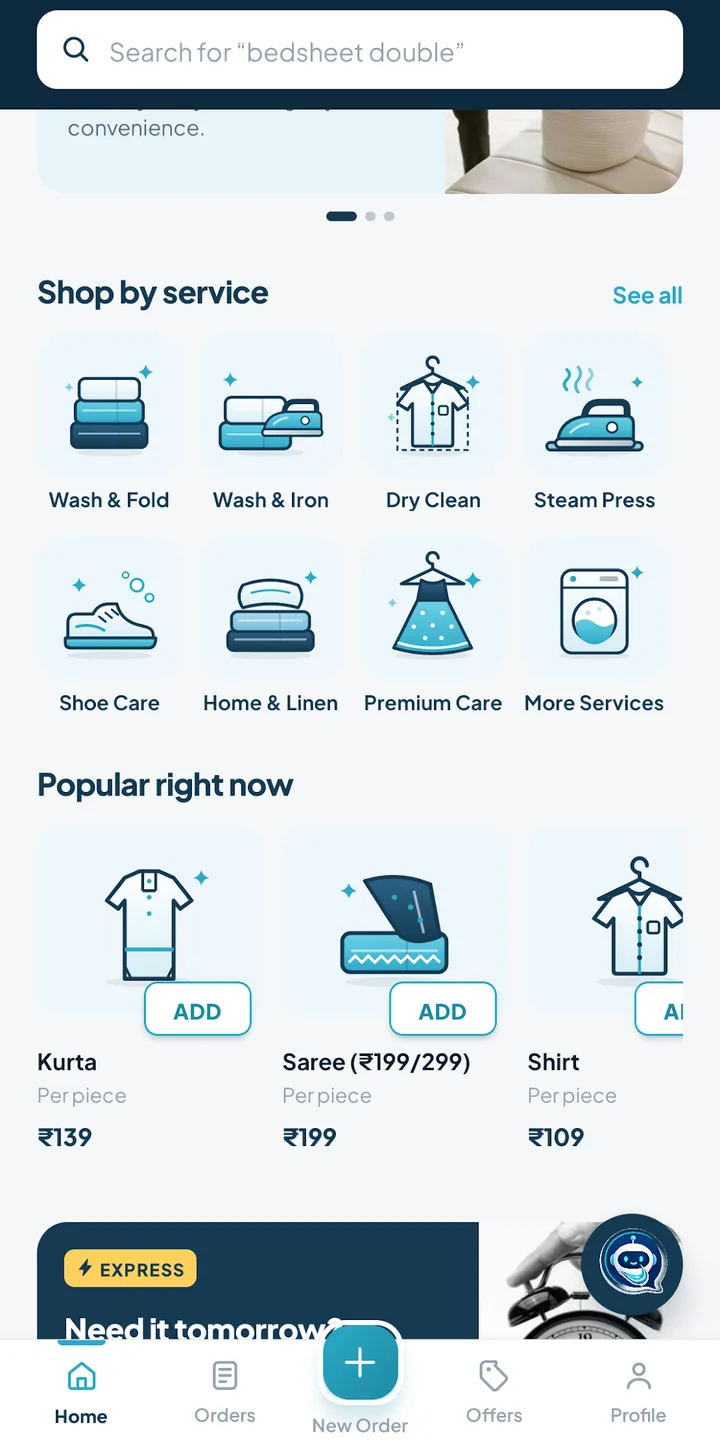 Search for “bedsheet double”
convenience.
Shop by service
See all
Wash & Fold
Wash & Iron
Dry Clean
Steam Press
Shoe Care
Home & Linen
Premium Care
More Services
Popular right now
ADD
ADD
Kurta
Saree (₹199/299)
Shirt
Per piece
Per piece
Per piece
₹139
₹199
₹109
EXPRESS
Need it tomorrow?
Home
Orders
New Order
Offers
Profile